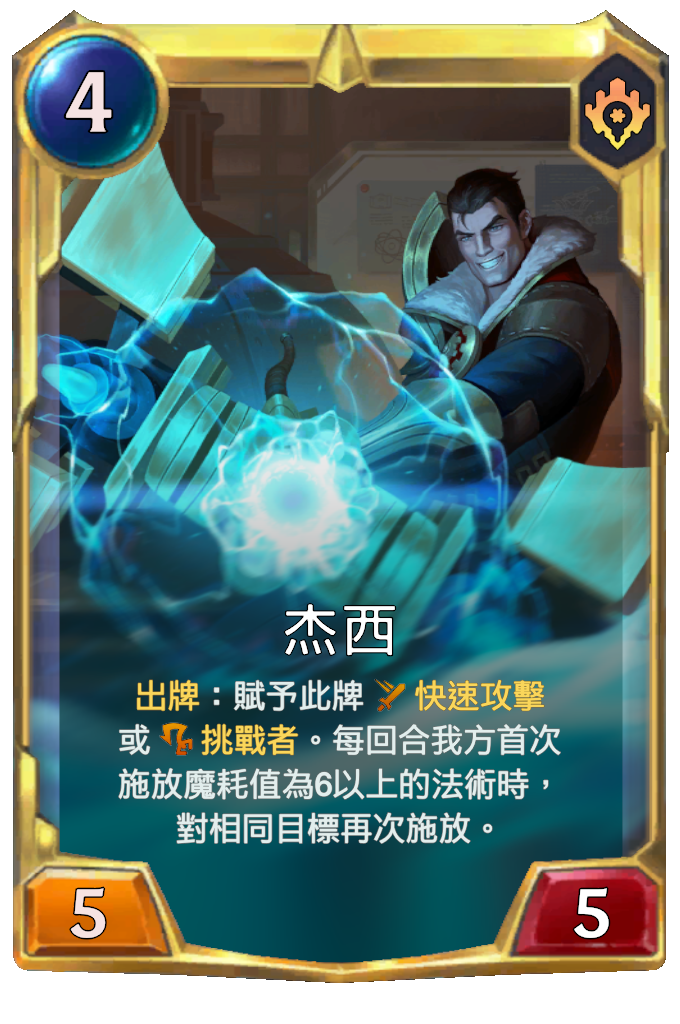 4
杰西
出牌：賦予此牌 快速攻擊
或 挑戰者。每回合我方首次
施放魔耗值為6以上的法術時，
對相同目標再次施放。
5 5